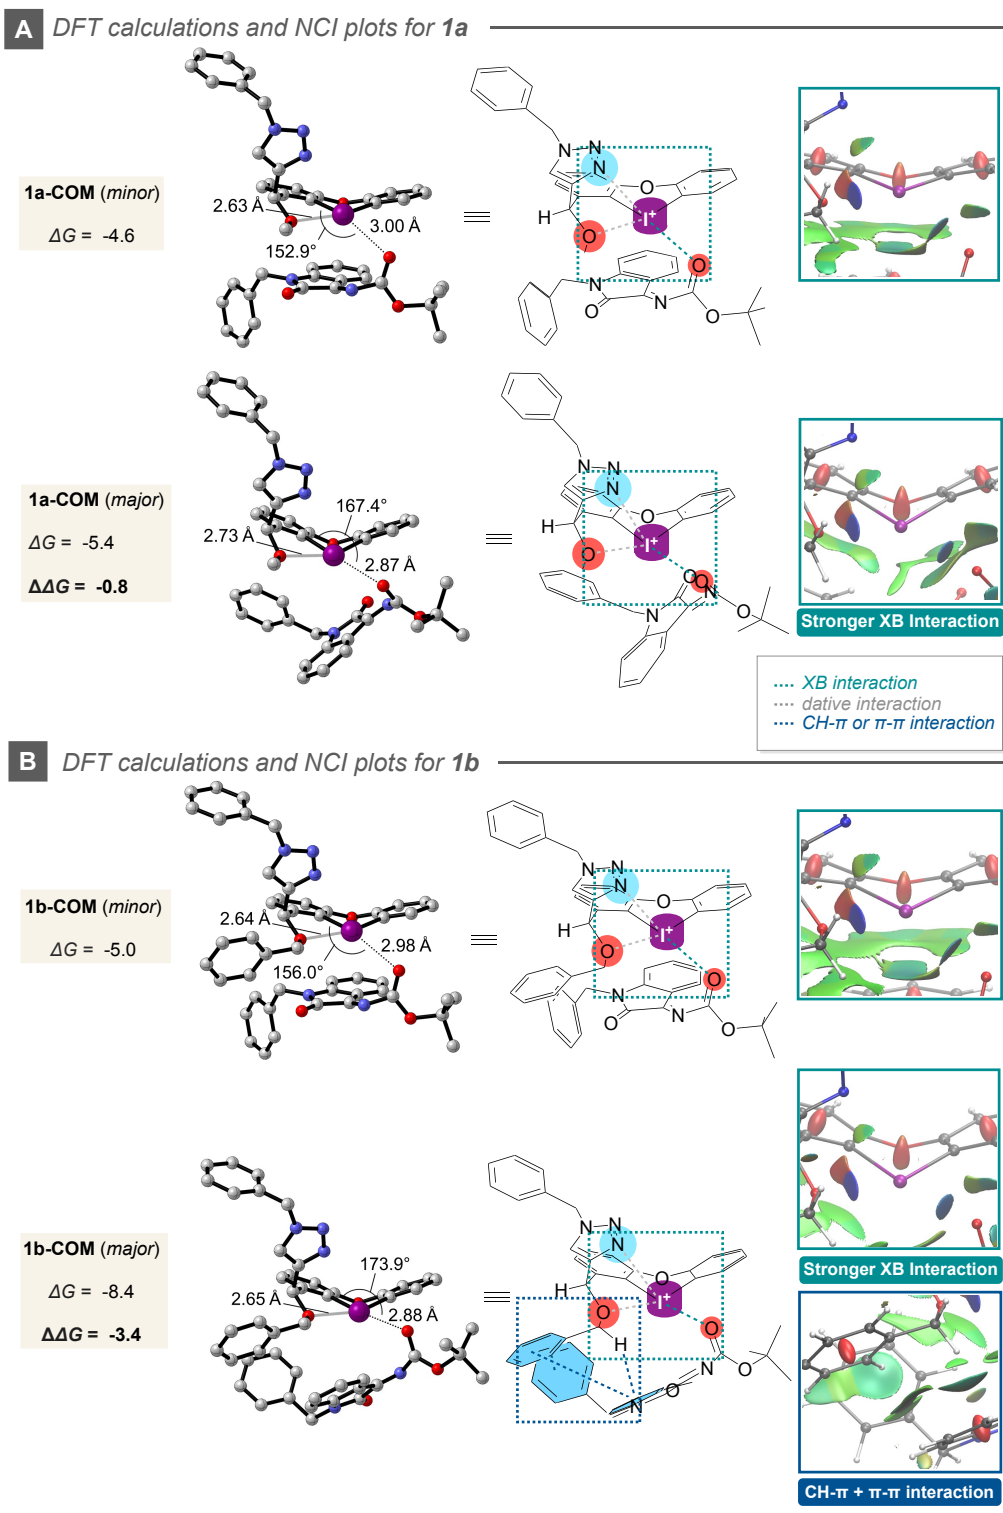 A DFT calculations and NCI plots for 1a
1a-COM (minor)
ΔG = -4.6
2.63 Å
3.00 Å
152.9°
N
N
N
O
H
I⁺
O
O
N
O
N
O
1a-COM (major)
ΔG = -5.4
ΔΔG = -0.8
167.4°
2.73 Å
2.87 Å
N
N
N
O
H
I⁺
O
O
O
N
N
O
Stronger XB Interaction
XB interaction
dative interaction
CH-π or π-π interaction
B DFT calculations and NCI plots for 1b
1b-COM (minor)
ΔG = -5.0
2.64 Å
2.98 Å
156.0°
N
N
N
O
H
I⁺
O
O
N
O
N
O
1b-COM (major)
ΔG = -8.4
ΔΔG = -3.4
173.9°
2.65 Å
2.88 Å
N
N
N
O
H
I⁺
O
O
H
N
O
O
N
Stronger XB Interaction
CH-π + π-π interaction